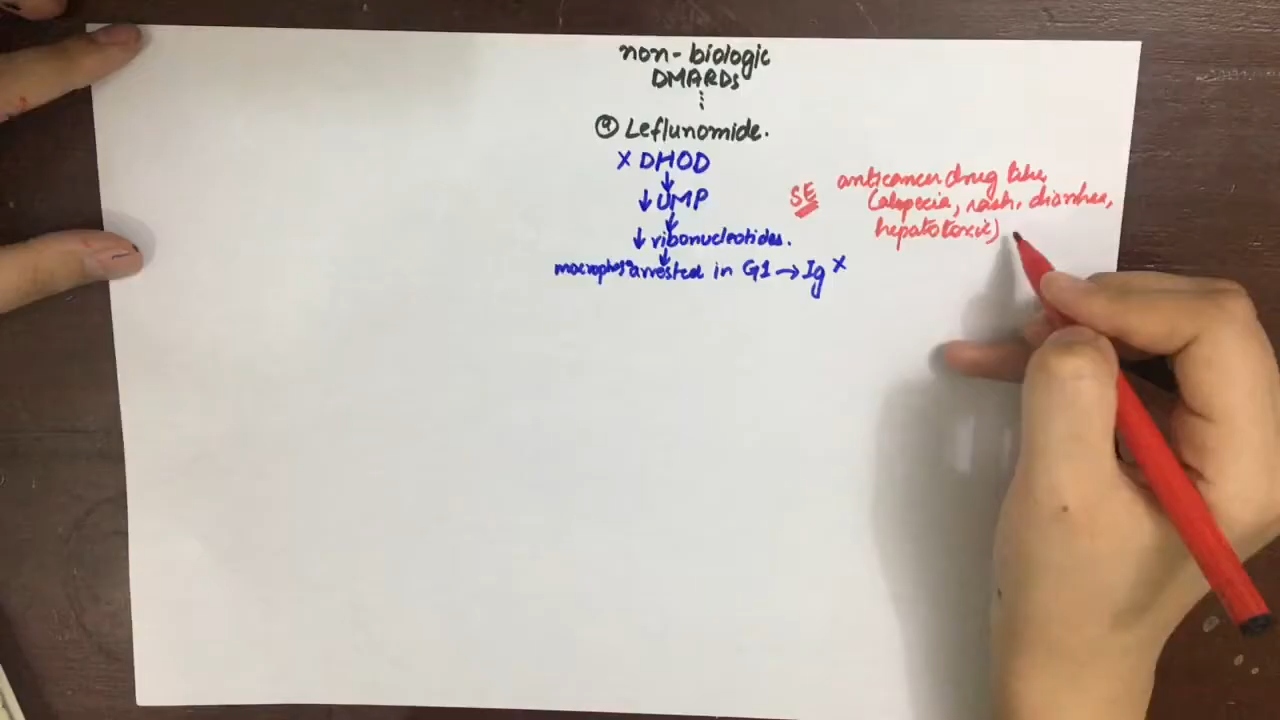 non-biologic
DMARDs
④ Leflunomide.
X DHOD
↓ UMP
↓ ribonucleotides.
arrested in G1 → Ig X
SE anticancer drug like
(alopecia, rash, diarrhea,
hepatotoxic)